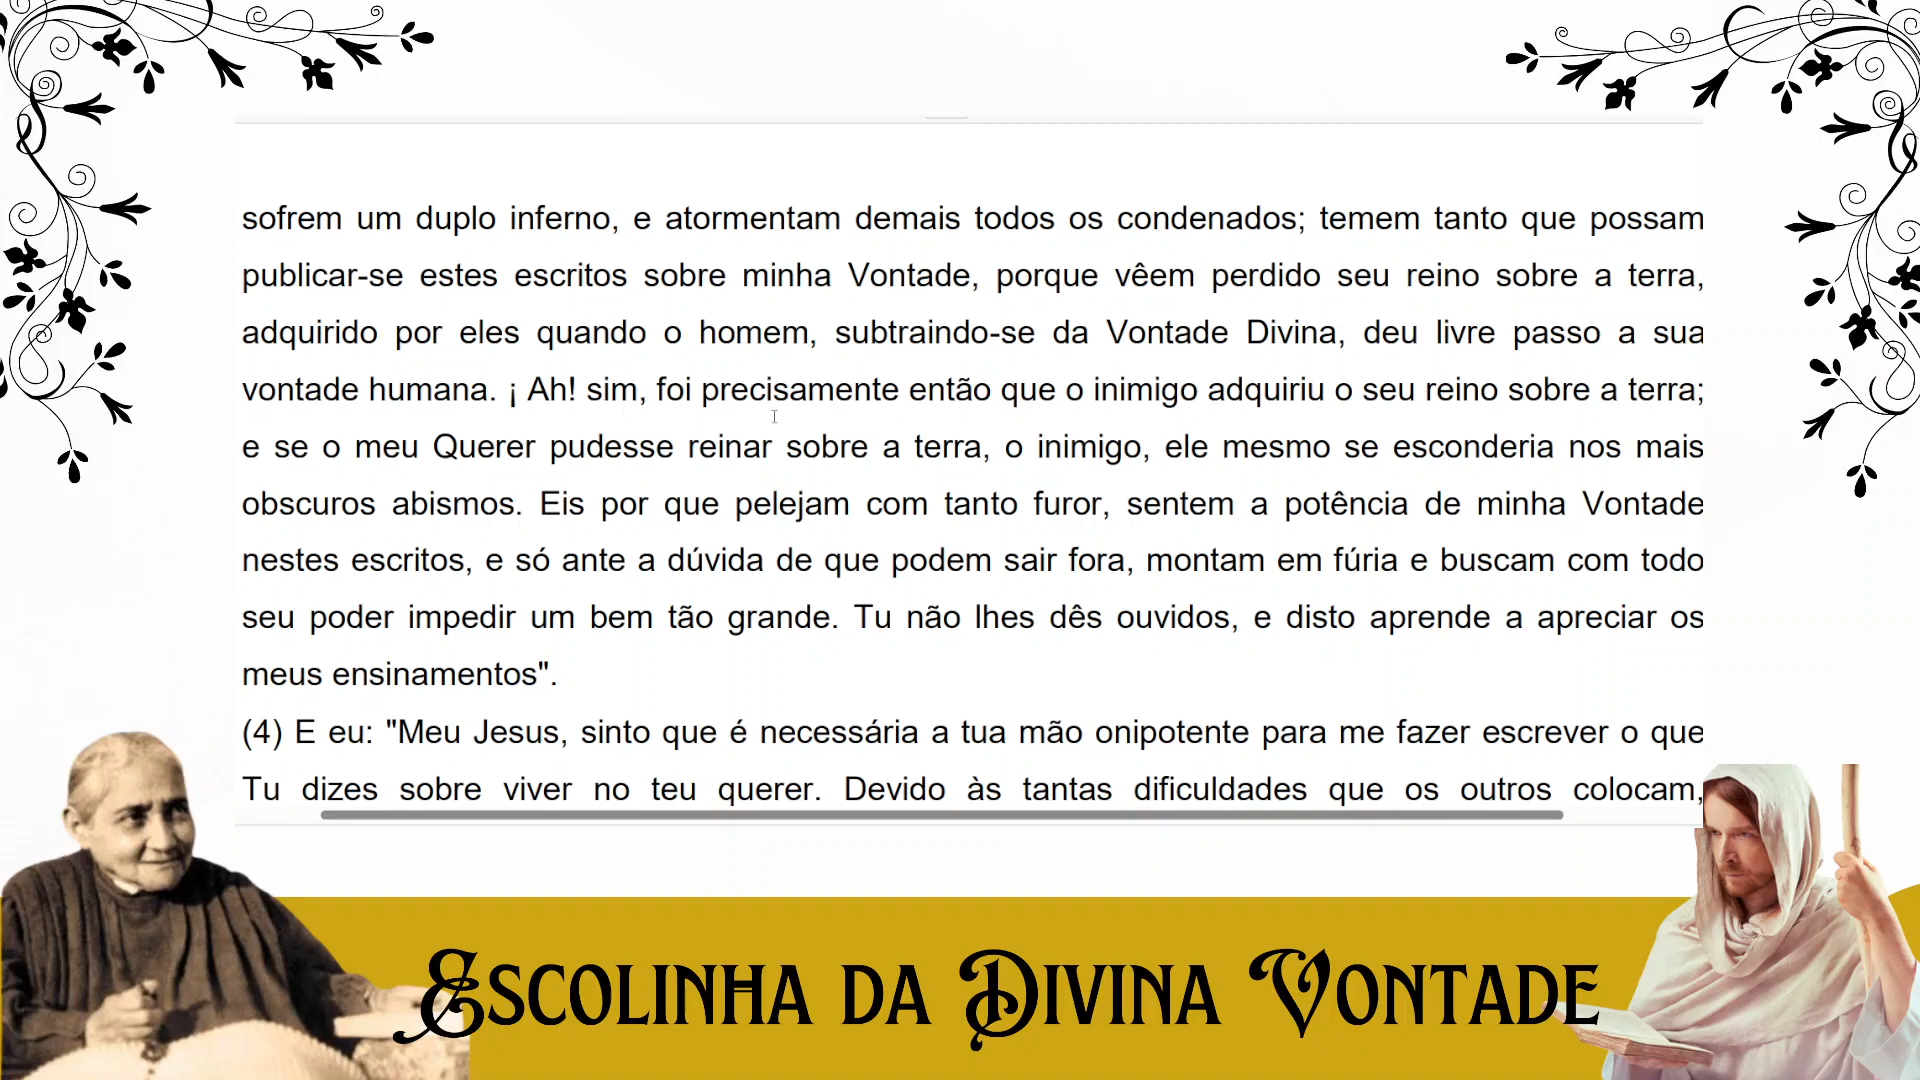 sofrem um duplo inferno, e atormentam demais todos os condenados; temem tanto que possam
publicar-se estes escritos sobre minha Vontade, porque vêem perdido seu reino sobre a terra,
adquirido por eles quando o homem, subtraindo-se da Vontade Divina, deu livre passo a sua
vontade humana. ¡ Ah! sim, foi precisamente então que o inimigo adquiriu o seu reino sobre a terra;
e se o meu Querer pudesse reinar sobre a terra, o inimigo, ele mesmo se esconderia nos mais
obscuros abismos. Eis por que pelejam com tanto furor, sentem a potência de minha Vontade
nestes escritos, e só ante a dúvida de que podem sair fora, montam em fúria e buscam com todo
seu poder impedir um bem tão grande. Tu não lhes dês ouvidos, e disto aprende a apreciar os
meus ensinamentos".
(4) E eu: "Meu Jesus, sinto que é necessária a tua mão onipotente para me fazer escrever o que
Tu dizes sobre viver no teu querer. Devido às tantas dificuldades que os outros colocam,
Escolinha da Divina Vontade